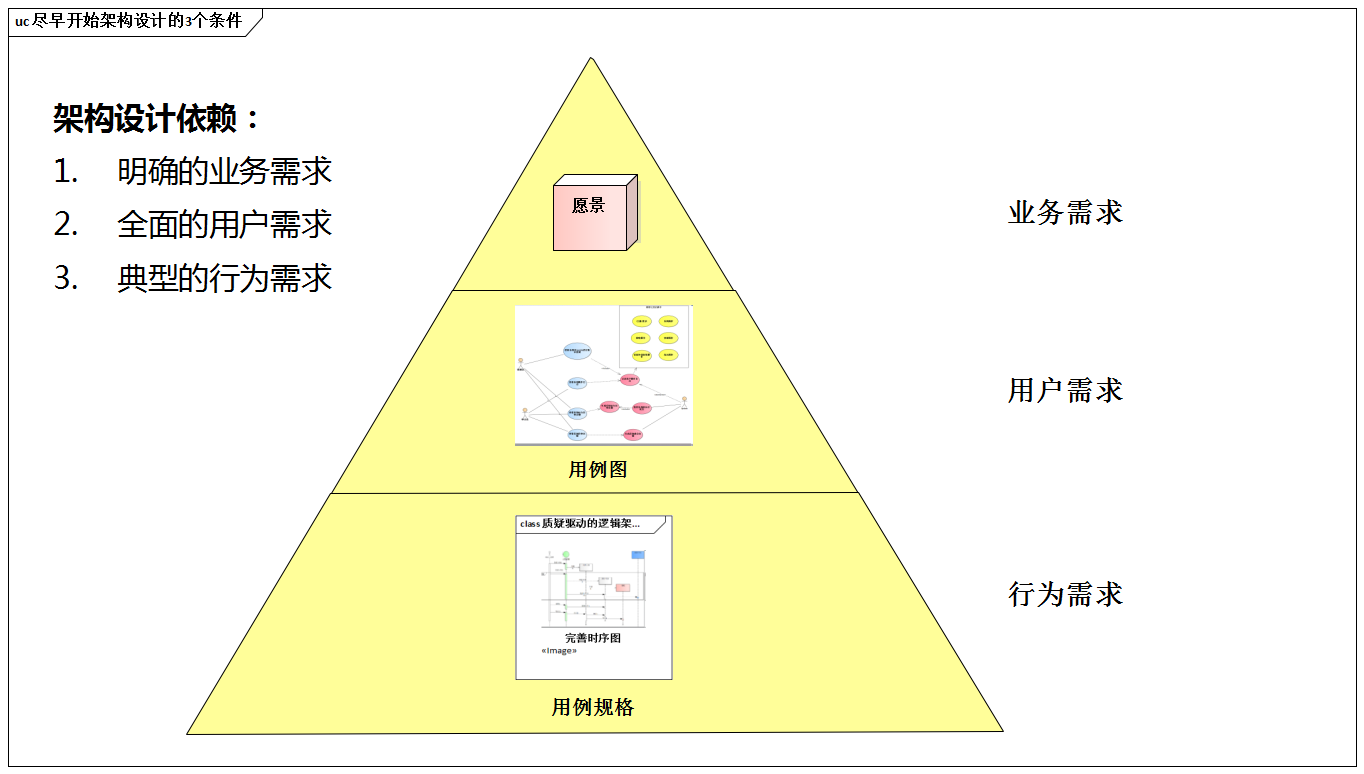 uc 尽早开始架构设计的3个条件
架构设计依赖：
1. 明确的业务需求
2. 全面的用户需求
3. 典型的行为需求
愿景
业务需求
用户需求
用例图
class 质疑驱动的逻辑架...
完善时序图
«Image»
行为需求
用例规格